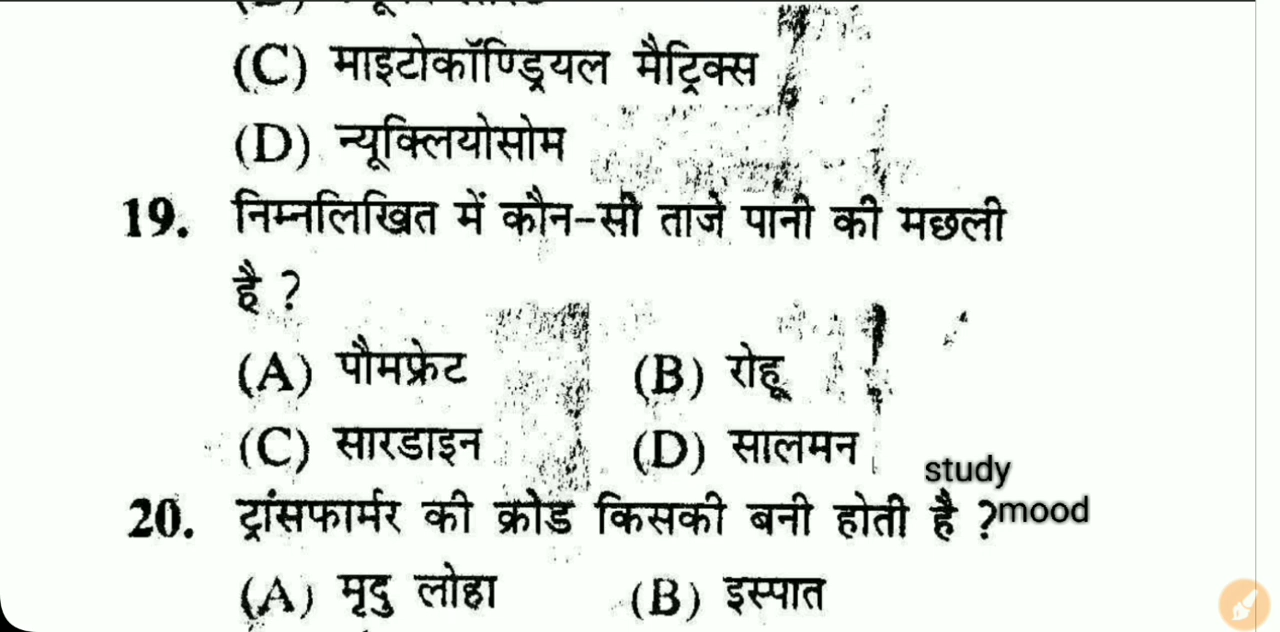 (C) माइटोकॉण्ड्रियल मैट्रिक्स
(D) न्यूक्लियोसोम
19. निम्नलिखित में कौन-सी ताजे पानी की मछली
है ?
(A) पौमफ्रेट (B) रोहू
(C) सारडाइन (D) सालमन
study
20. ट्रांसफार्मर की क्रोड किसकी बनी होती है ?mood
(A) मृदु लोहा (B) इस्पात